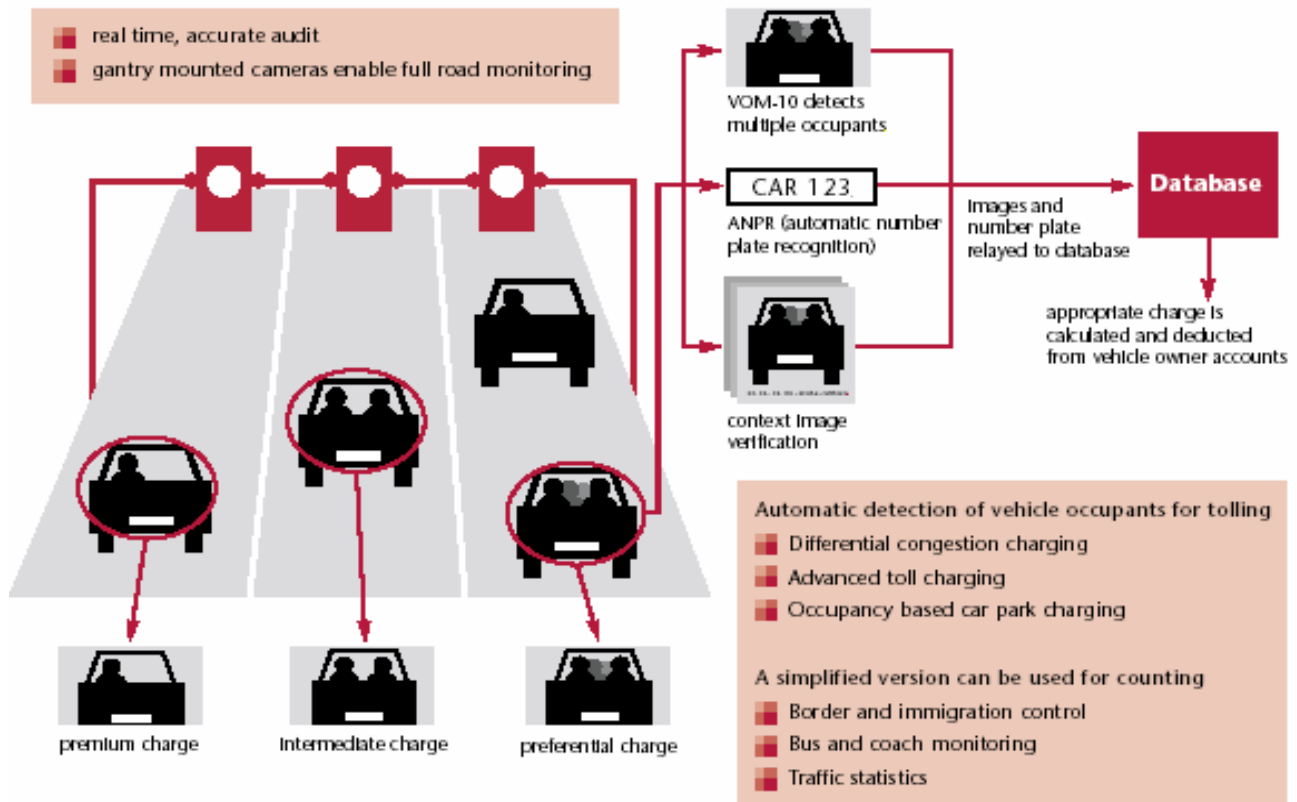 real time, accurate audit
gantry mounted cameras enable full road monitoring
VOM-10 detects
multiple occupants
CAR 123
ANPR (automatic number
plate recognition)
context image
verification
Images and
number plate
relayed to database
Database
appropriate charge is
calculated and deducted
from vehicle owner accounts
premium charge
intermediate charge
preferential charge
Automatic detection of vehicle occupants for tolling
Differential congestion charging
Advanced toll charging
Occupancy based car park charging
A simplified version can be used for counting
Border and immigration control
Bus and coach monitoring
Traffic statistics